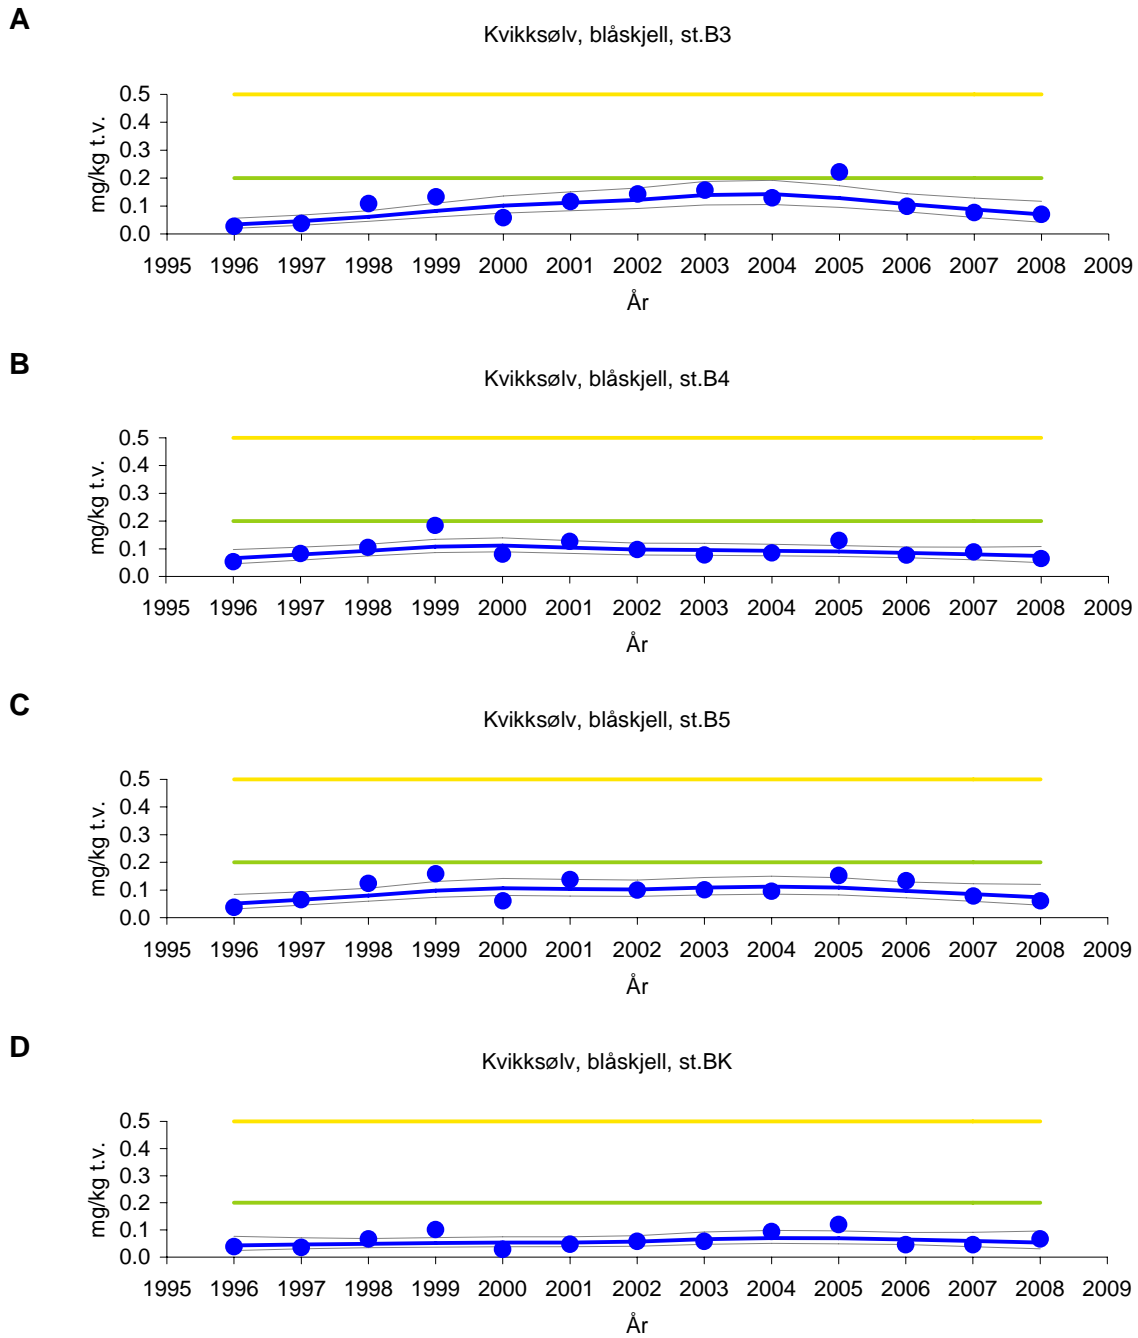 A
Kvikksølv, blåskjell, st.B3
mg/kg t.v.
0.5
0.4
0.3
0.2
0.1
0.0
1995 1996 1997 1998 1999 2000 2001 2002 2003 2004 2005 2006 2007 2008 2009
År
B
Kvikksølv, blåskjell, st.B4
mg/kg t.v.
0.5
0.4
0.3
0.2
0.1
0.0
1995 1996 1997 1998 1999 2000 2001 2002 2003 2004 2005 2006 2007 2008 2009
År
C
Kvikksølv, blåskjell, st.B5
mg/kg t.v.
0.5
0.4
0.3
0.2
0.1
0.0
1995 1996 1997 1998 1999 2000 2001 2002 2003 2004 2005 2006 2007 2008 2009
År
D
Kvikksølv, blåskjell, st.BK
mg/kg t.v.
0.5
0.4
0.3
0.2
0.1
0.0
1995 1996 1997 1998 1999 2000 2001 2002 2003 2004 2005 2006 2007 2008 2009
År